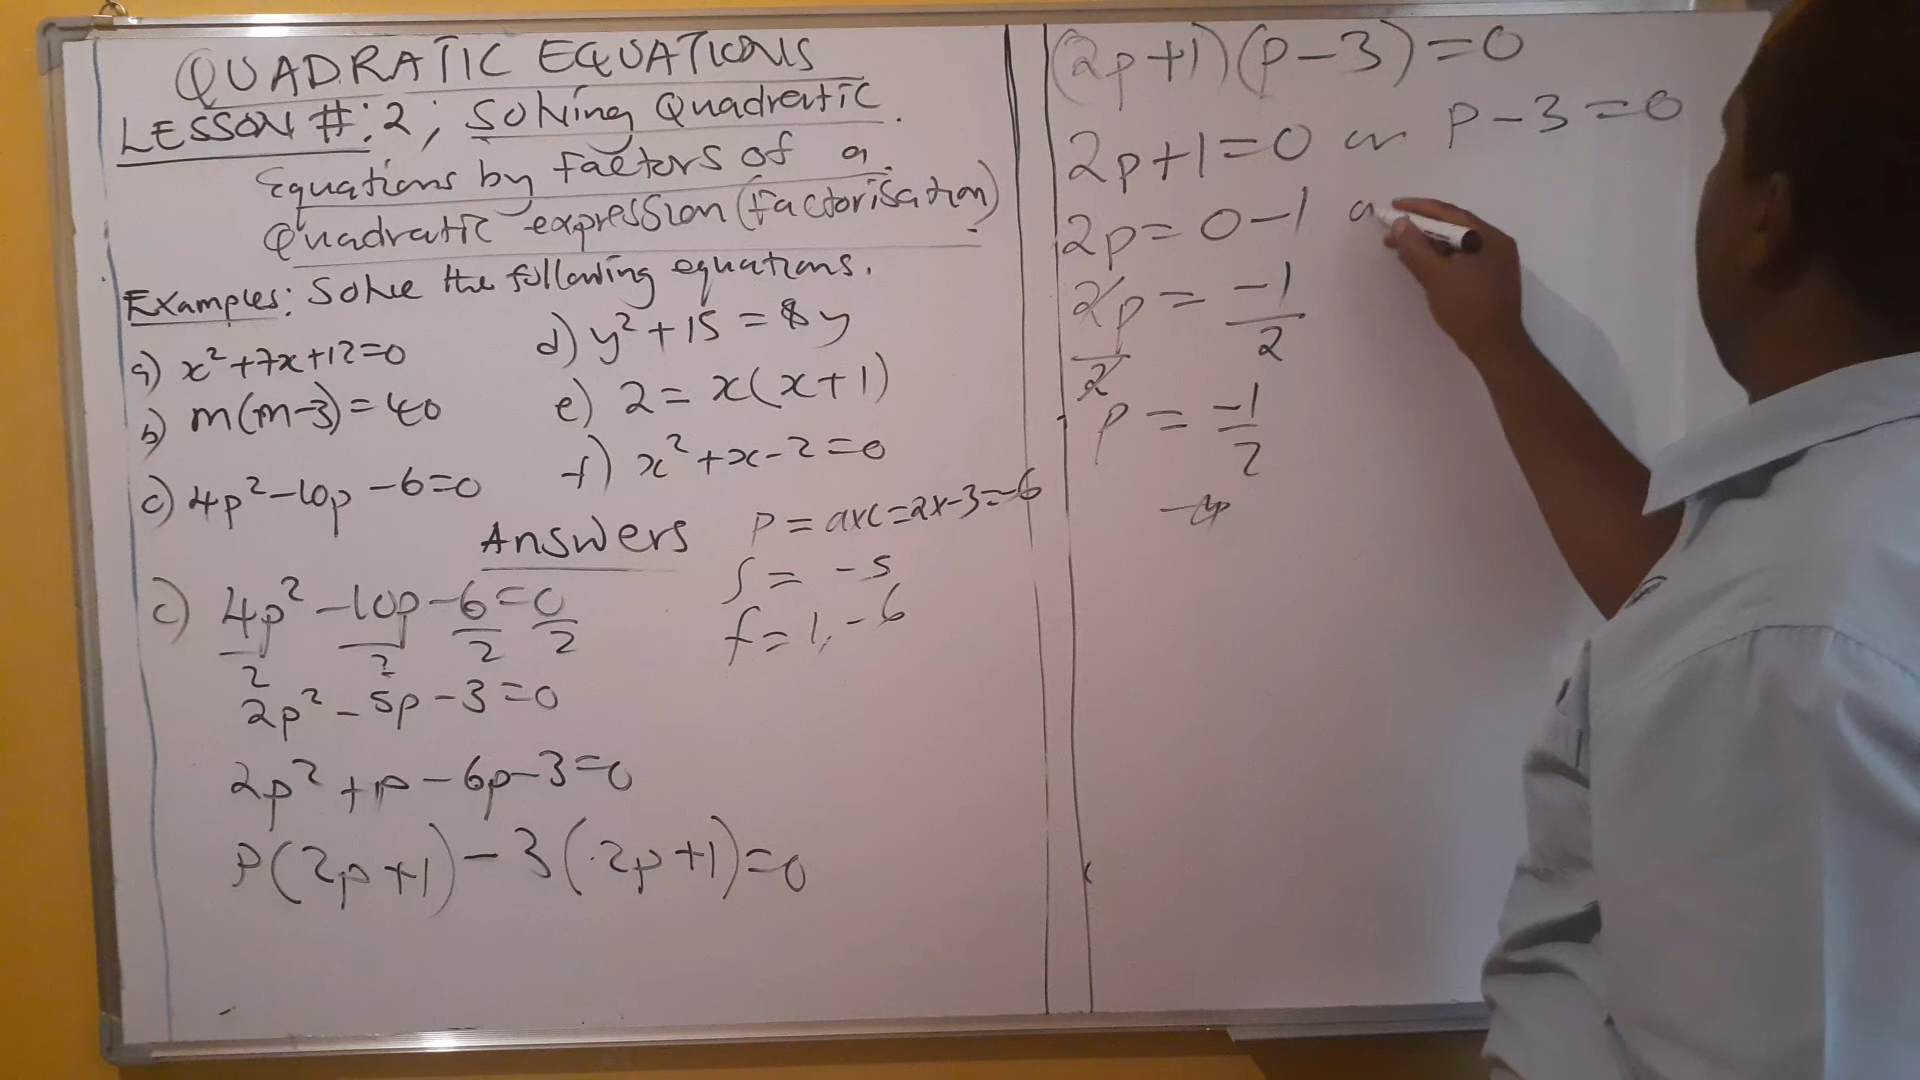 QUADRATIC EQUATIONS
LESSON #: 2; Solving Quadratic
Equations by factors of a
Quadratic expression (factorisation).
Examples: Solve the following equations.
a) x²+7x+12=0
b) m(m-3)=40
c) 4p²-10p-6=0
d) y²+15=8y
e) 2=x(x+1)
f) x²+x-2=0
Answers
c) 4p²/2 -10p/2 -6/2 =0/2
2p²-5p-3=0
2p²+p-6p-3=0
P(2p+1)-3(2p+1)=0
P=axc=2x-3=-6
S= -5
f=1,-6
(2p+1)(p-3)=0
2p+1=0 or p-3=0
2p=0-1
2p/2 = -1/2
p = -1/2